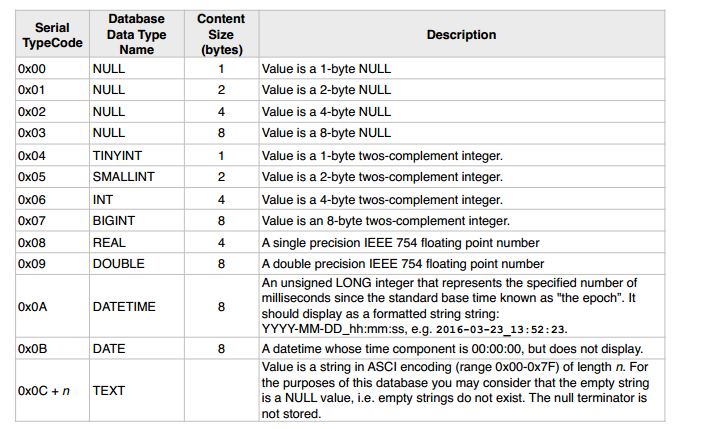 Serial TypeCode | Database Data Type Name | Content Size (bytes) | Description
0x00 | NULL | 1 | Value is a 1-byte NULL
0x01 | NULL | 2 | Value is a 2-byte NULL
0x02 | NULL | 4 | Value is a 4-byte NULL
0x03 | NULL | 8 | Value is a 8-byte NULL
0x04 | TINYINT | 1 | Value is a 1-byte twos-complement integer.
0x05 | SMALLINT | 2 | Value is a 2-byte twos-complement integer.
0x06 | INT | 4 | Value is a 4-byte twos-complement integer.
0x07 | BIGINT | 8 | Value is an 8-byte twos-complement integer.
0x08 | REAL | 4 | A single precision IEEE 754 floating point number
0x09 | DOUBLE | 8 | A double precision IEEE 754 floating point number
0x0A | DATETIME | 8 | An unsigned LONG integer that represents the specified number of
milliseconds since the standard base time known as "the epoch”. It
should display as a formatted string string:
YYYY-MM-DD_hh:mm:ss, e.g. 2016-03-23_13:52:23.
0x0B | DATE | 8 | A datetime whose time component is 00:00:00, but does not display.
0x0C + n | TEXT | Value is a string in ASCI encoding (range 0x00-0x7F) of length n. For
the purposes of this database you may consider that the empty string
is a NULL value, i.e. empty strings do not exist. The null terminator is
not stored.